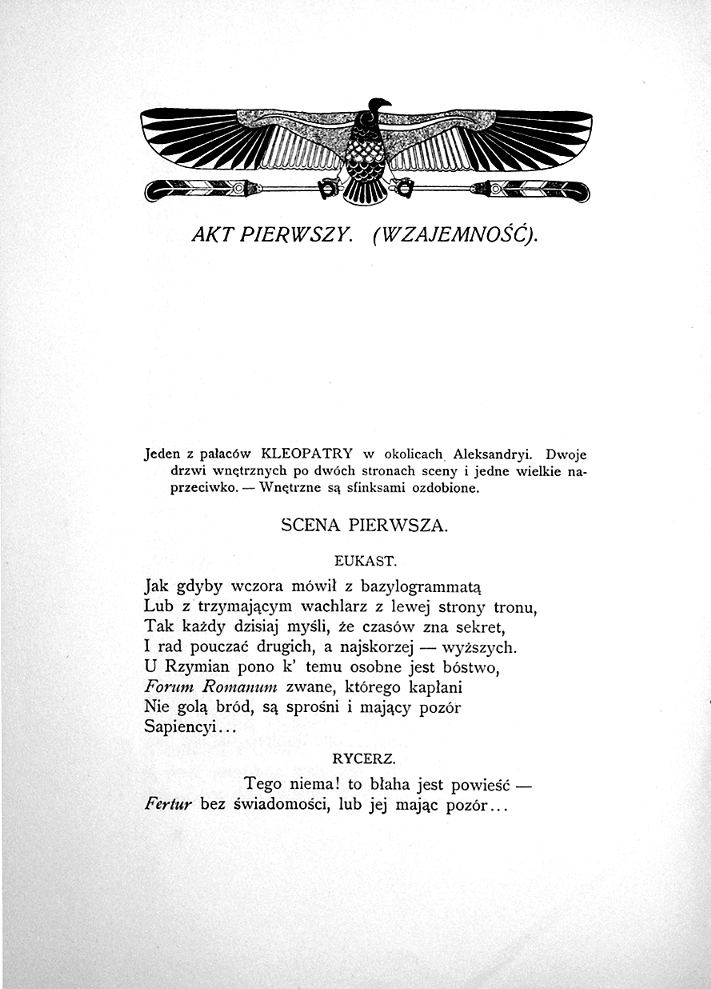 AKT PIERWSZY. (WZAJEMNOŚĆ).
Jeden z pałaców KLEOPATRY w okolicach Aleksandryi. Dwoje
drzwi wnętrznych po dwóch stronach sceny i jedne wielkie na-
przeciwko. — Wnętrzne są sfinksami ozdobione.
SCENA PIERWSZA.
EUKAST.
Jak gdyby wczora mówił z bazylogrammatą
Lub z trzymającym wachlarz z lewej strony tronu,
Tak każdy dzisiaj myśli, że czasów zna sekret,
I rad pouczać drugich, a najskorzej — wyższych.
U Rzymian pono k' temu osobne jest bóstwo,
Forum Romanum zwane, którego kapłani
Nie golą bród, są sprośni i mający pozór
Sapiencyi...
RYCERZ.
Tego niema! to błaha jest powieść —
Fertur bez świadomości, lub jej mając pozór...